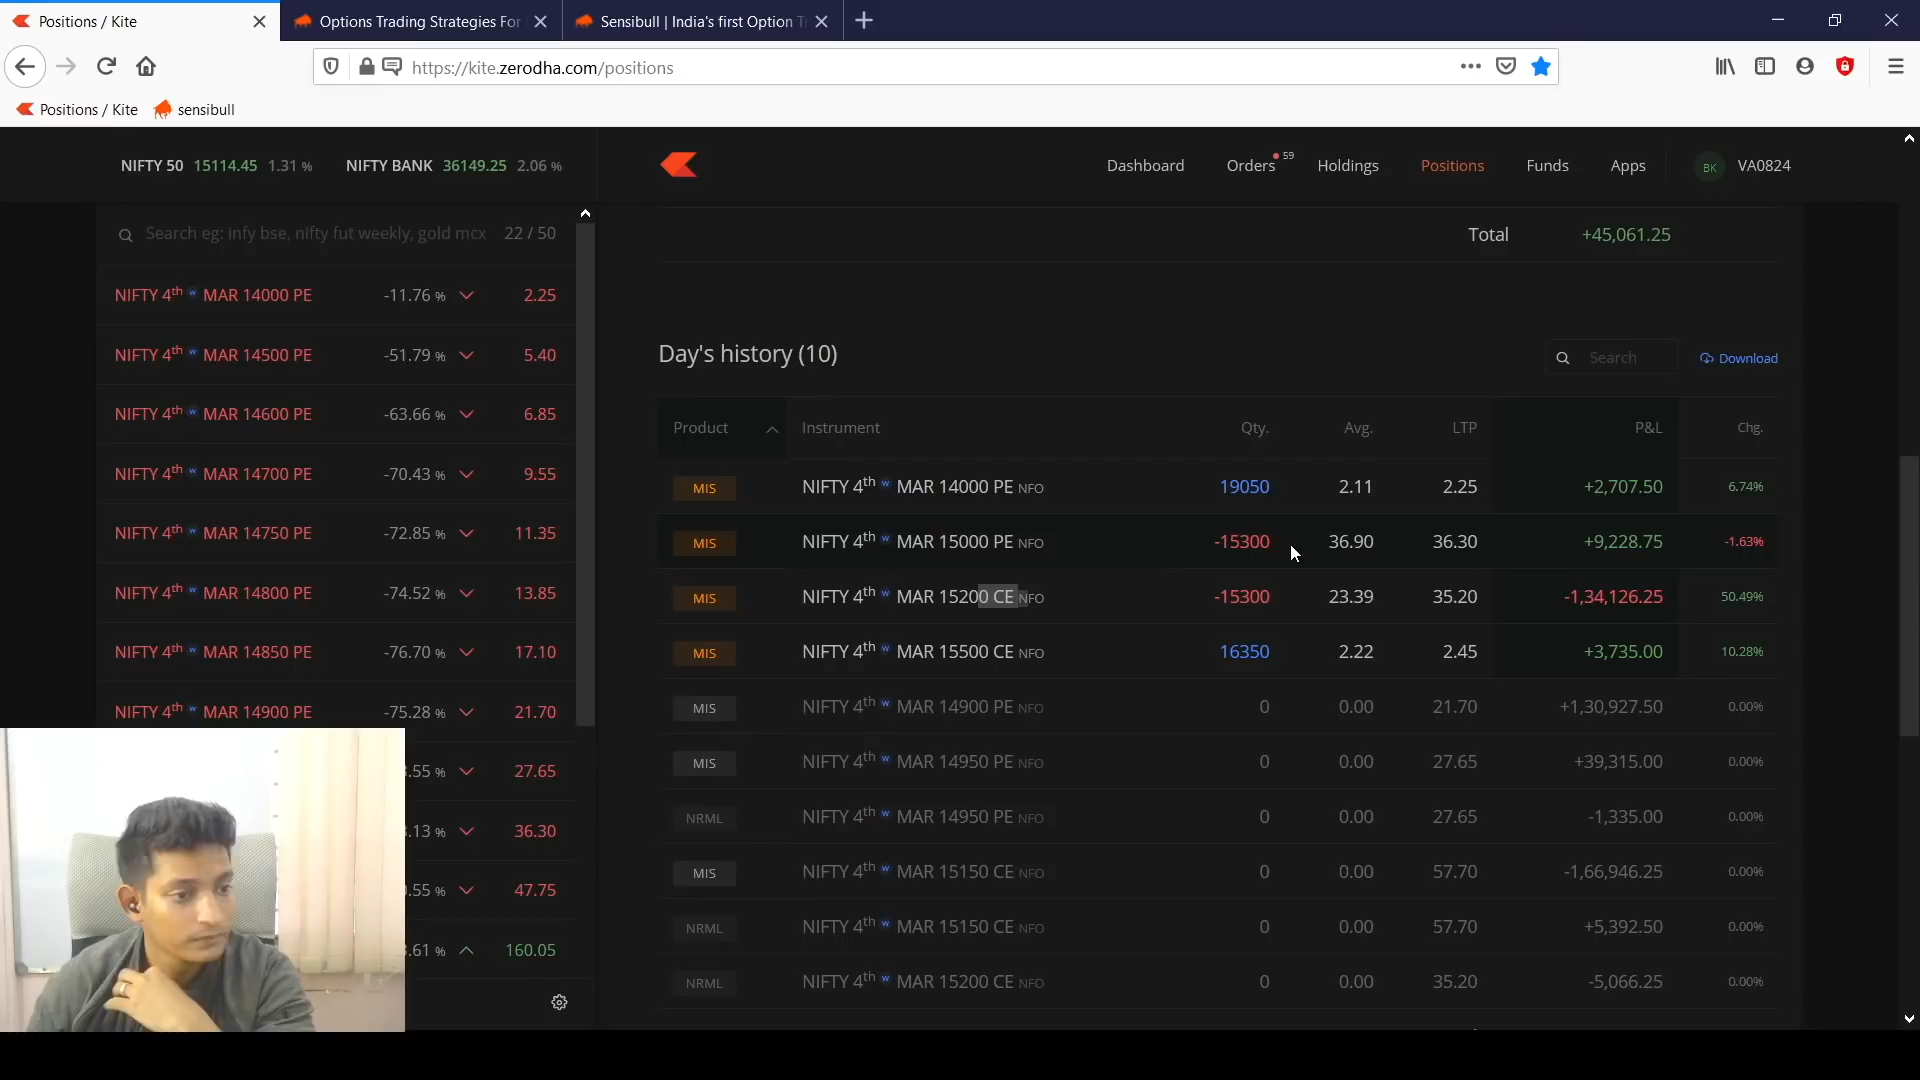 Positions / Kite
Options Trading Strategies For
Sensibull | India's first Option T
https://kite.zerodha.com/positions
Positions / Kite
sensibull
NIFTY 50 15114.45 1.31 %
NIFTY BANK 36149.25 2.06 %
Dashboard
Orders 59
Holdings
Positions
Funds
Apps
BK VA0824
Search eg: infy bse, nifty fut weekly, gold mcx 22 / 50
NIFTY 4th w MAR 14000 PE -11.76 % 2.25
NIFTY 4th w MAR 14500 PE -51.79 % 5.40
NIFTY 4th w MAR 14600 PE -63.66 % 6.85
NIFTY 4th w MAR 14700 PE -70.43 % 9.55
NIFTY 4th w MAR 14750 PE -72.85 % 11.35
NIFTY 4th w MAR 14800 PE -74.52 % 13.85
NIFTY 4th w MAR 14850 PE -76.70 % 17.10
NIFTY 4th w MAR 14900 PE -75.28 % 21.70
.55 % 27.65
.13 % 36.30
.55 % 47.75
.61 % 160.05
Total +45,061.25
Day's history (10)
Search
Download
Product Instrument Qty. Avg. LTP P&L Chg.
MIS NIFTY 4th w MAR 14000 PE NFO 19050 2.11 2.25 +2,707.50 6.74%
MIS NIFTY 4th w MAR 15000 PE NFO -15300 36.90 36.30 +9,228.75 -1.63%
MIS NIFTY 4th w MAR 15200 CE NFO -15300 23.39 35.20 -1,34,126.25 50.49%
MIS NIFTY 4th w MAR 15500 CE NFO 16350 2.22 2.45 +3,735.00 10.28%
MIS NIFTY 4th w MAR 14900 PE NFO 0 0.00 21.70 +1,30,927.50 0.00%
MIS NIFTY 4th w MAR 14950 PE NFO 0 0.00 27.65 +39,315.00 0.00%
NRML NIFTY 4th w MAR 14950 PE NFO 0 0.00 27.65 -1,335.00 0.00%
MIS NIFTY 4th w MAR 15150 CE NFO 0 0.00 57.70 -1,66,946.25 0.00%
NRML NIFTY 4th w MAR 15150 CE NFO 0 0.00 57.70 +5,392.50 0.00%
NRML NIFTY 4th w MAR 15200 CE NFO 0 0.00 35.20 -5,066.25 0.00%